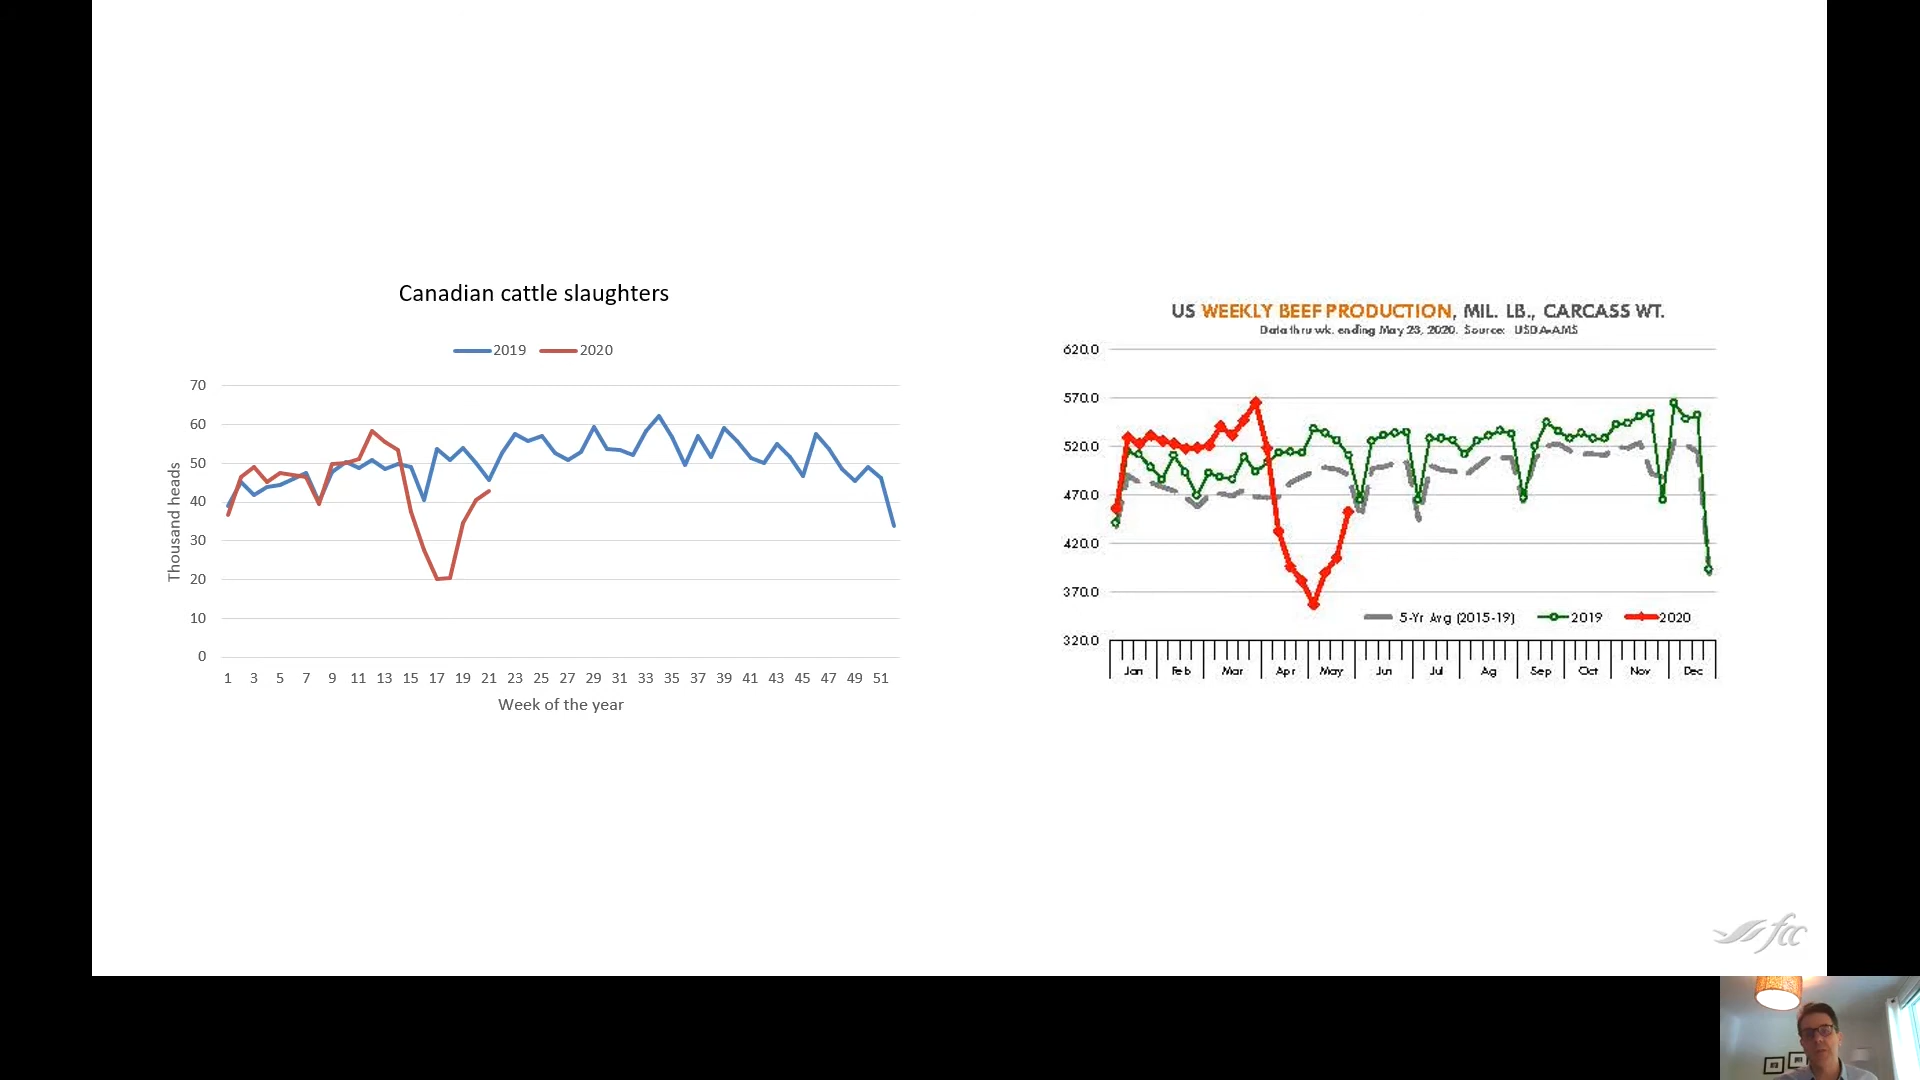 Canadian cattle slaughters
2019 2020
70
60
50
40
30
20
10
0
Thousand heads
1 3 5 7 9 11 13 15 17 19 21 23 25 27 29 31 33 35 37 39 41 43 45 47 49 51
Week of the year
US WEEKLY BEEF PRODUCTION, MIL. LB., CARCASS WT.
Data thru wk. ending May 23, 2020. Source: USDA-AMS
620.0
570.0
520.0
470.0
420.0
370.0
320.0
5-Yr Avg (2015-19) 2019 2020
Jan Feb Mar Apr May Jun Jul Ag Sep Oct Nov Dec
fcc